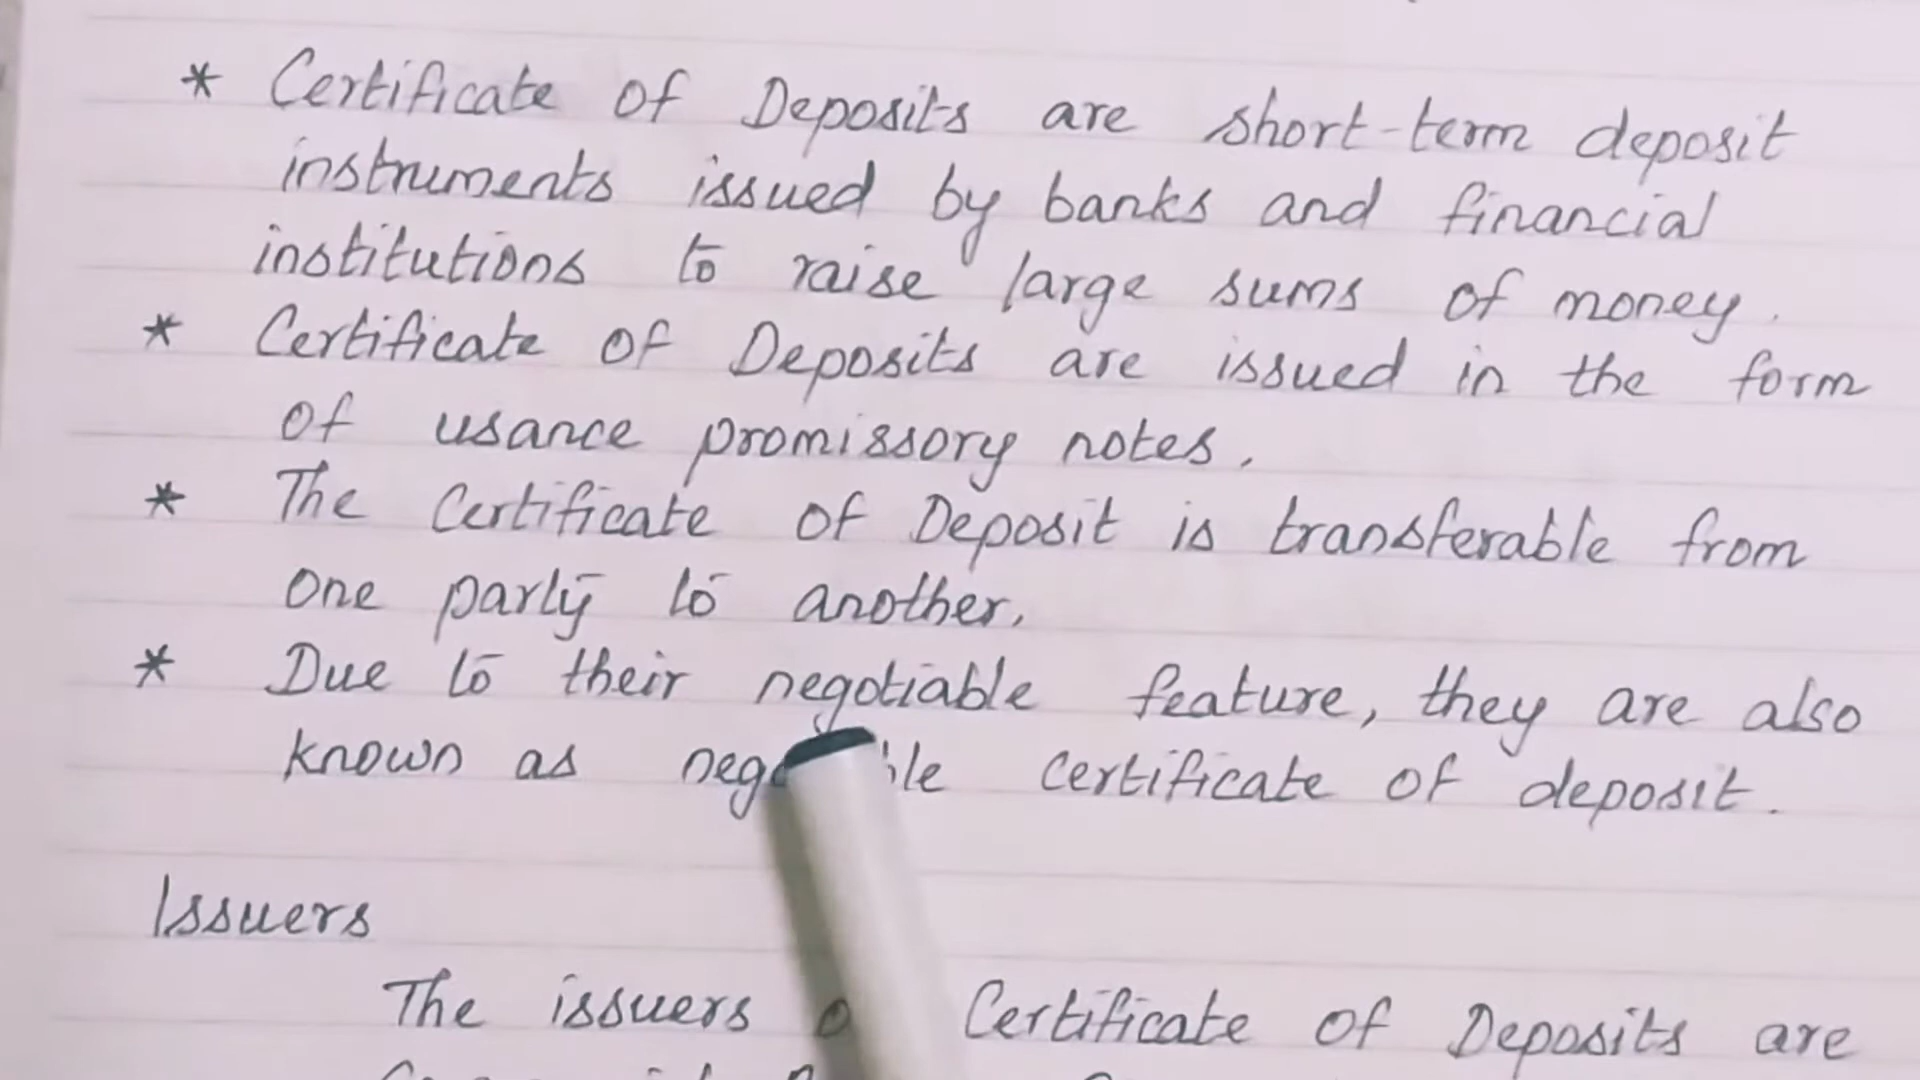 * Certificate of Deposits are short-term deposit
instruments issued by banks and financial
institutions to raise large sums of money.
* Certificate of Deposits are issued in the form
of usance promissory notes.
* The Certificate of Deposit is transferable from
one party to another.
* Due to their negotiable feature, they are also
known as certificate of deposit.
Issuers
The issuers Certificate of Deposits are